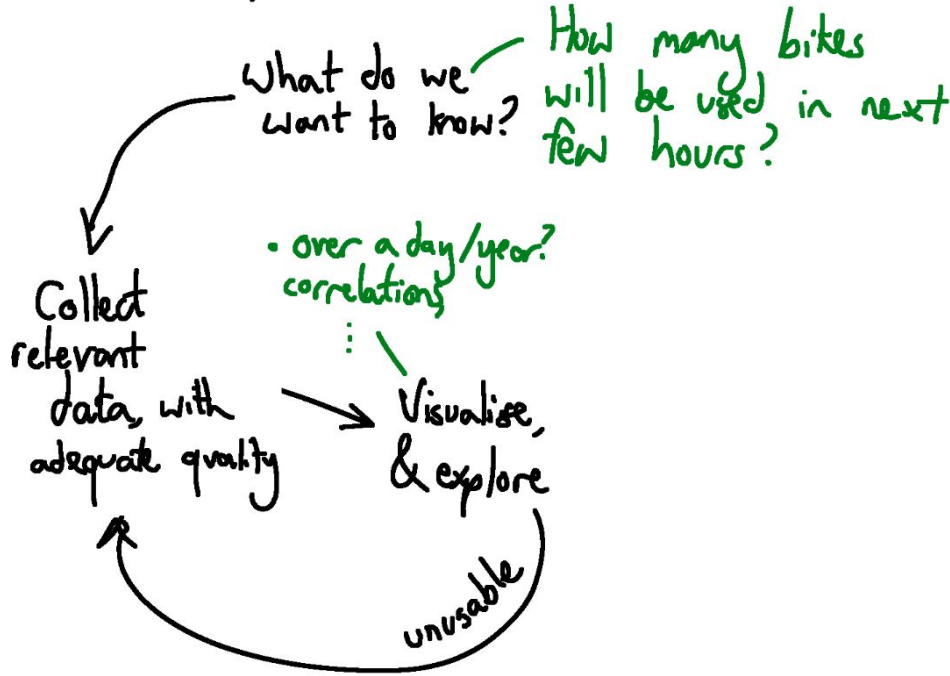 What do we
want to know?
How many bikes
will be used in next
few hours?
• over a day/year?
correlations,
⋮
Collect
relevant
data, with
adequate quality
Visualise,
& explore
unusable